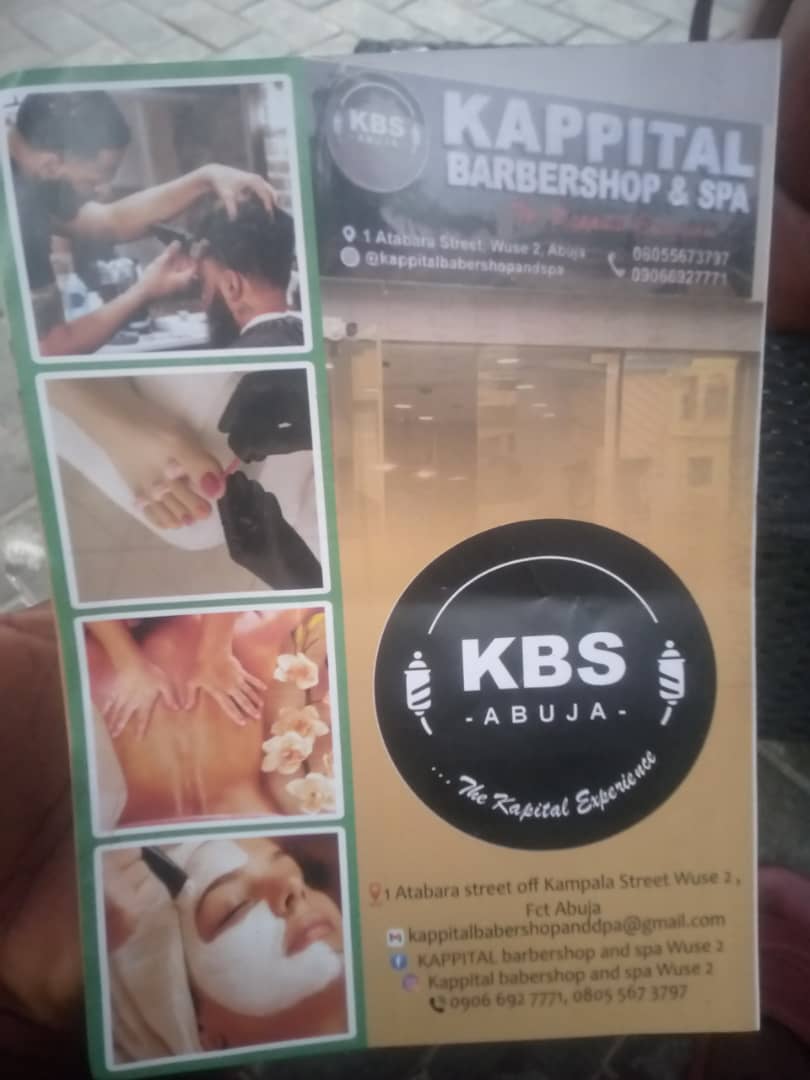 KBS
ABUJA
KAPPITAL
BARBERSHOP & SPA
1 Atabara Street, Wuse 2, Abuja
@kappitalbabershopandspa
08055673797
09066927771
KBS
-ABUJA-
... The Kapital Experience
1 Atabara street off Kampala Street Wuse 2,
Fct Abuja
kappitalbabershopanddpa@gmail.com
KAPPITAL barbershop and spa Wuse 2
Kappital babershop and spa Wuse 2
0906 692 7771, 0805 567 3797